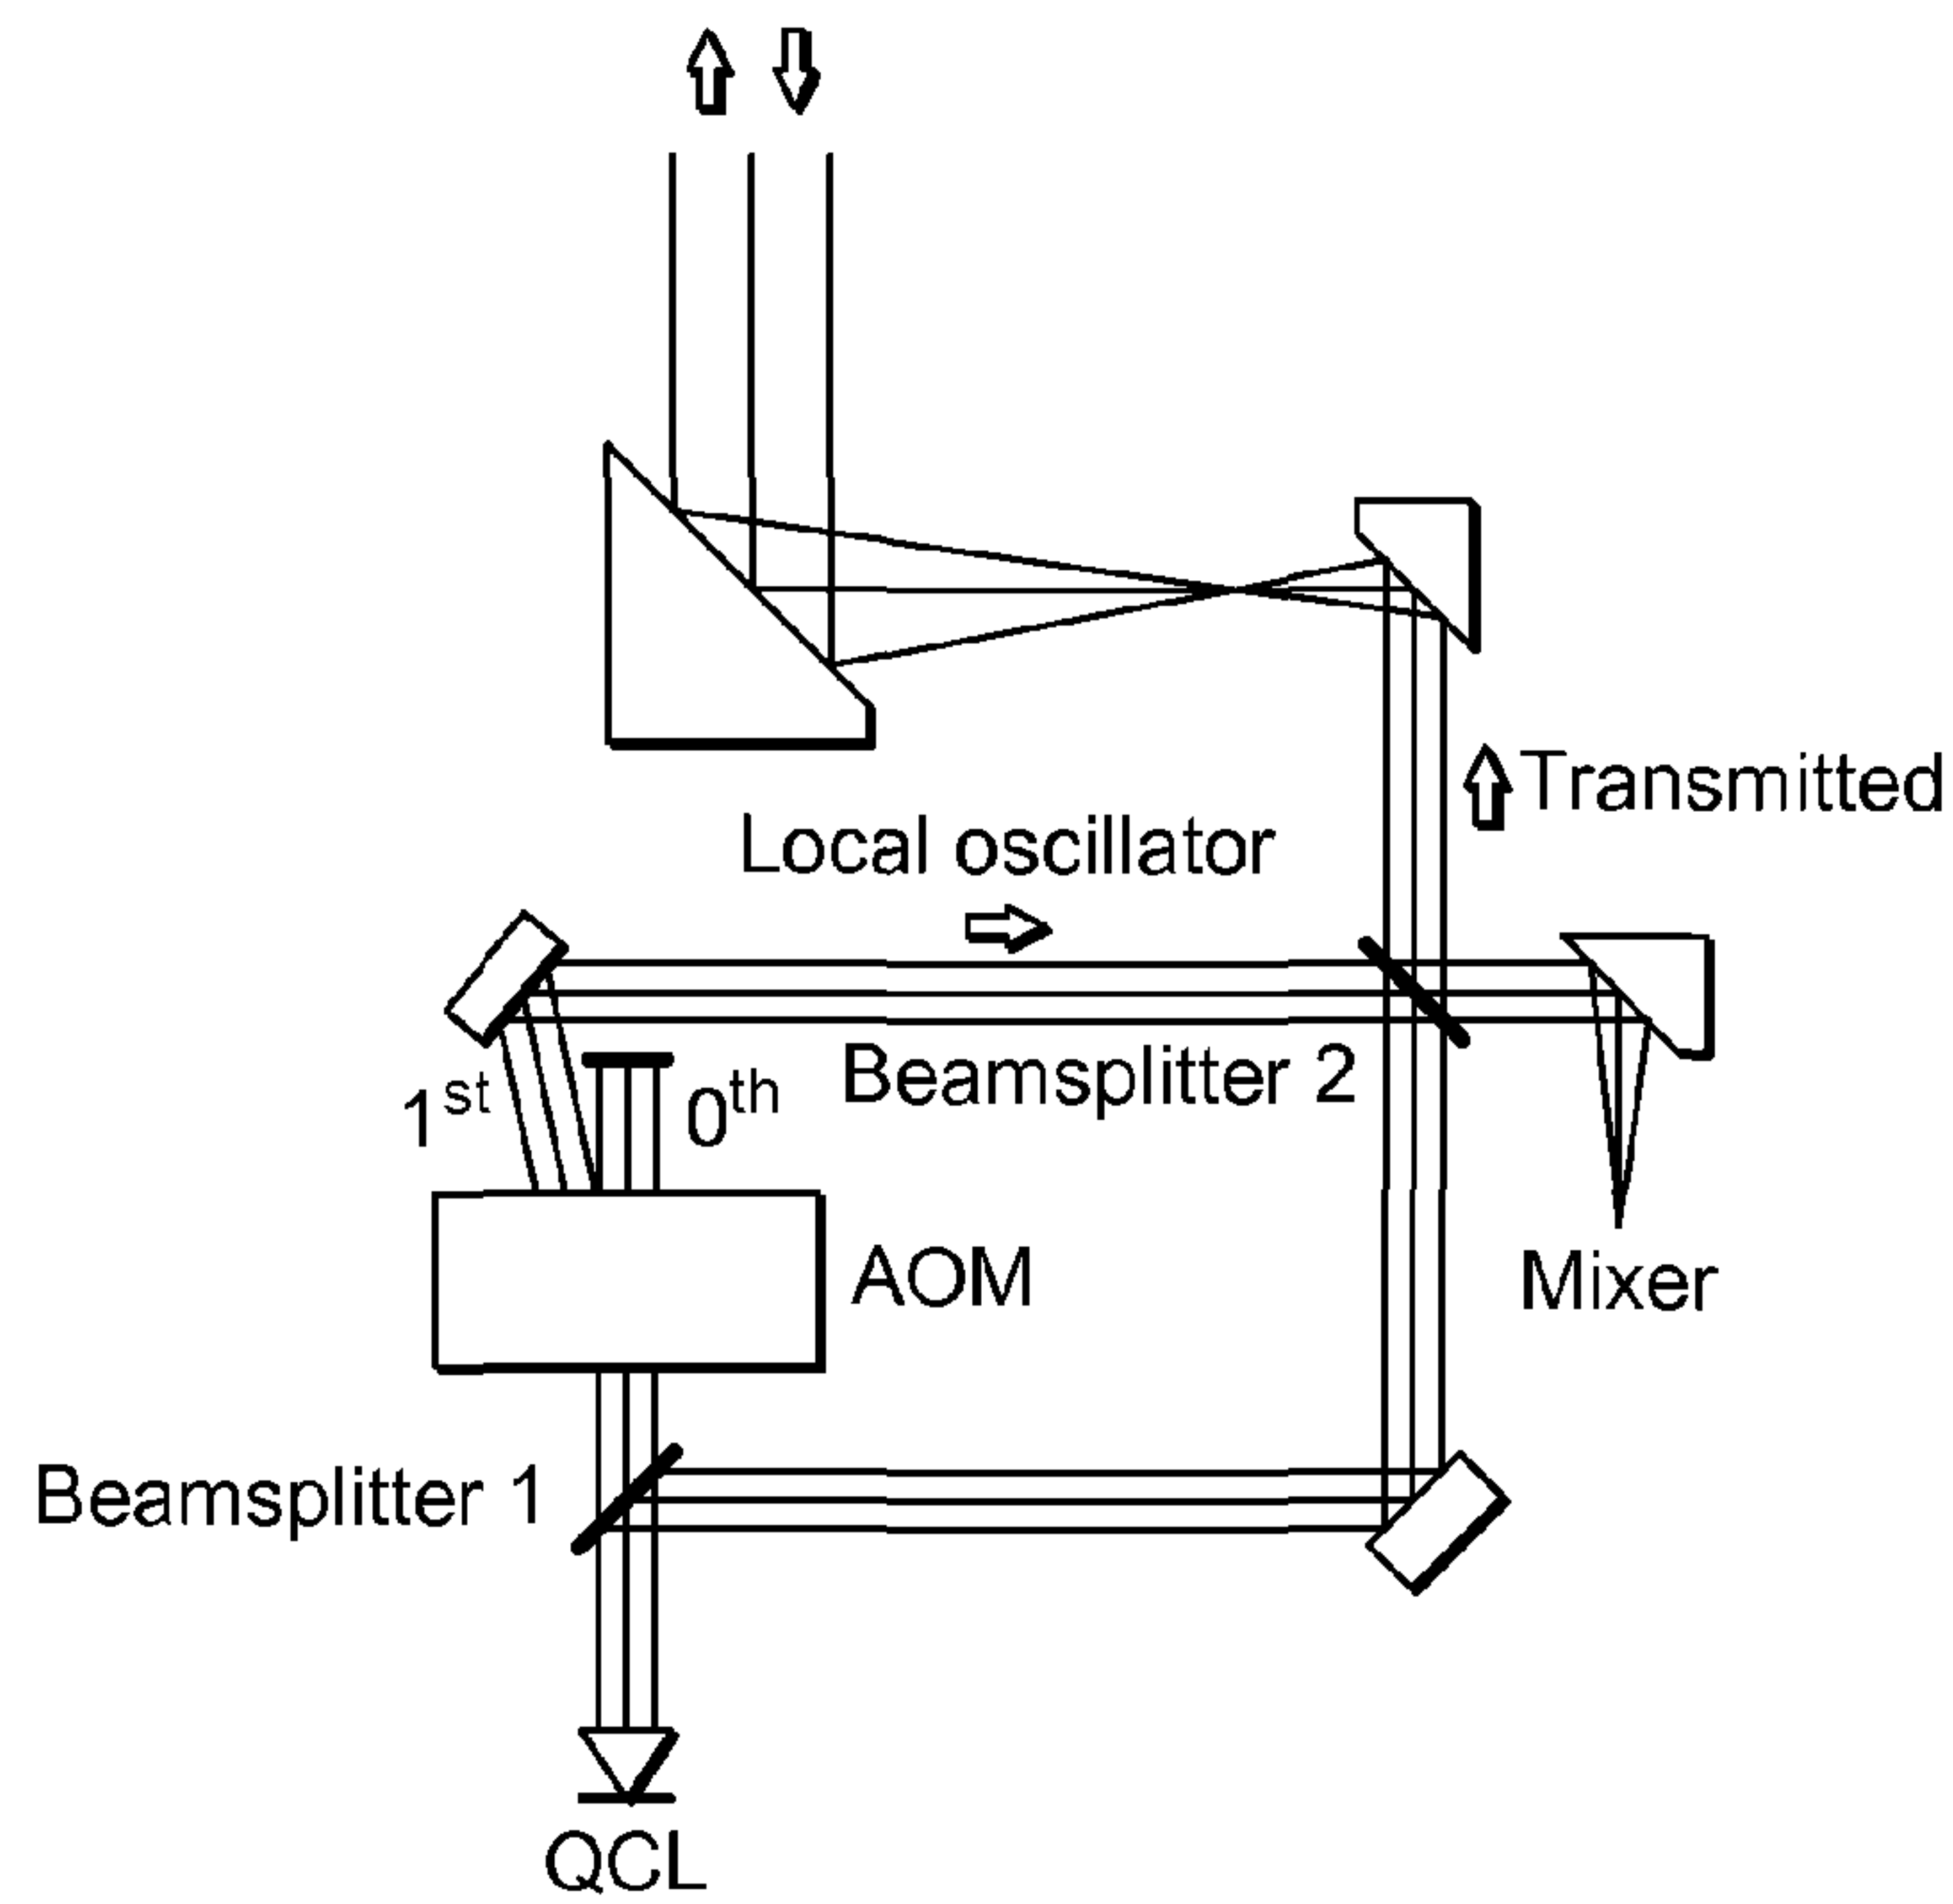 Transmitted
Local oscillator
Beamsplitter 2
1st
0th
AOM
Mixer
Beamsplitter 1
QCL